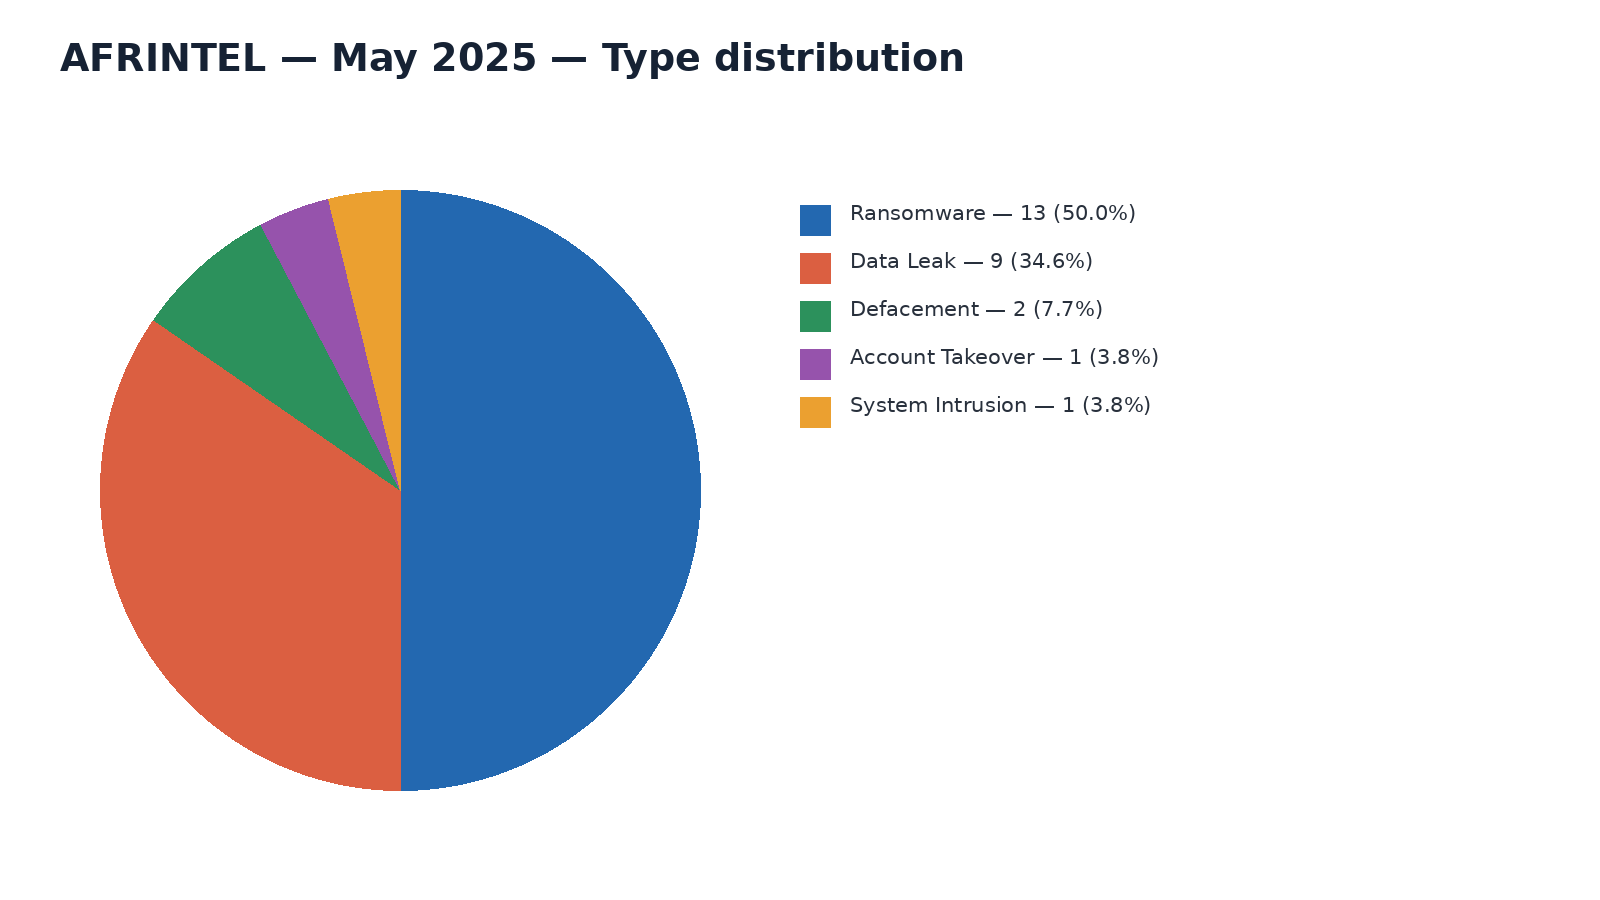 AFRINTEL — May 2025 — Type distribution
Ransomware — 13 (50.0%)
Data Leak — 9 (34.6%)
Defacement — 2 (7.7%)
Account Takeover — 1 (3.8%)
System Intrusion — 1 (3.8%)